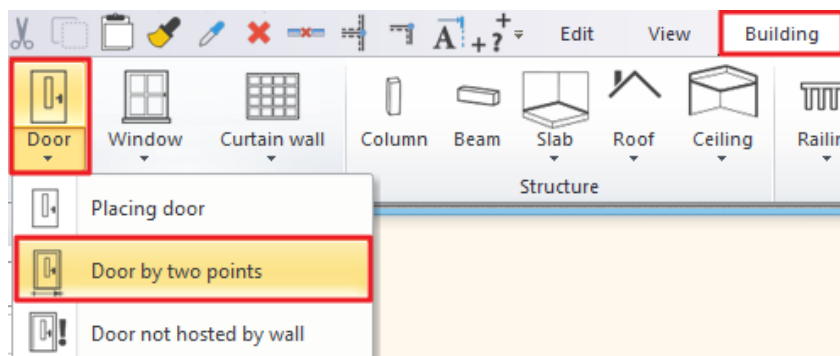 Edit View Building
Door Window Curtain wall Column Beam Slab Roof Ceiling
Structure
Placing door
Door by two points
Door not hosted by wall